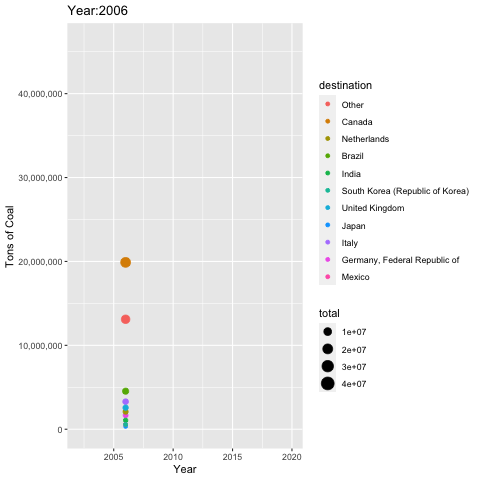 Year:2006
Tons of Coal
40,000,000
30,000,000
20,000,000
10,000,000
0
2005 2010 2015 2020
Year
destination
Other
Canada
Netherlands
Brazil
India
South Korea (Republic of Korea)
United Kingdom
Japan
Italy
Germany, Federal Republic of
Mexico
total
1e+07
2e+07
3e+07
4e+07